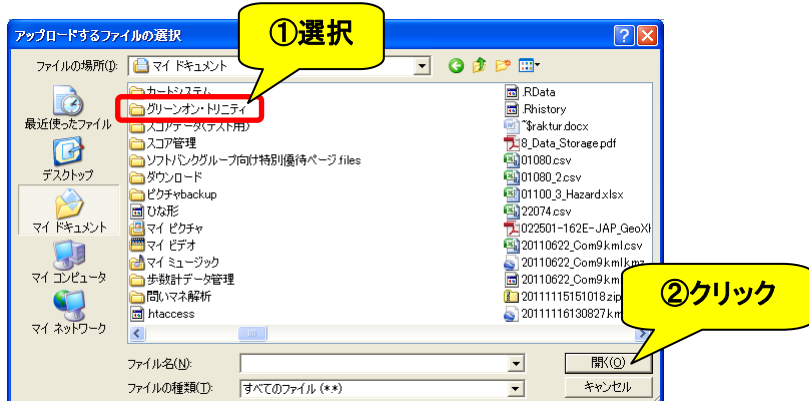 アップロードするファイルの選択
①選択
ファイルの場所(I):
マイ ドキュメント
最近使ったファイル
デスクトップ
マイ ドキュメント
マイ コンピュータ
マイ ネットワーク
カートシステム
グリーンオン・トリニティ
スコアデータ(テスト用)
スコア管理
ソフトバンクグループ向け特別優待ページ.files
ダウンロード
ピクチャbackup
ひな形
マイ ピクチャ
マイ ビデオ
マイ ミュージック
歩数計データ管理
問いマネ解析
.htaccess
.RData
.Rhistory
~$raktur.docx
8_Data_Storage.pdf
01080.csv
01080_2.csv
01100_3_Hazard.xlsx
22074.csv
022501-162E-JAP_GeoXH
20110622_Com9.kml.csv
20110622_Com9.kml.kmz
20110622_Com9.km
20111115151018.zip
20111116130827.km
②クリック
ファイル名(N):
開く(O)
ファイルの種類(T):
すべてのファイル (*.*)
キャンセル